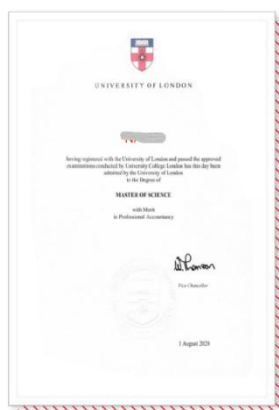 UNIVERSITY OF LONDON
having registered with the University of London and passed the approved
examinations conducted by University College London has this day been
admitted by the University of London
to the Degree of
MASTER OF SCIENCE
with Merit
in Professional Accountancy
Vice-Chancellor
1 August 2020